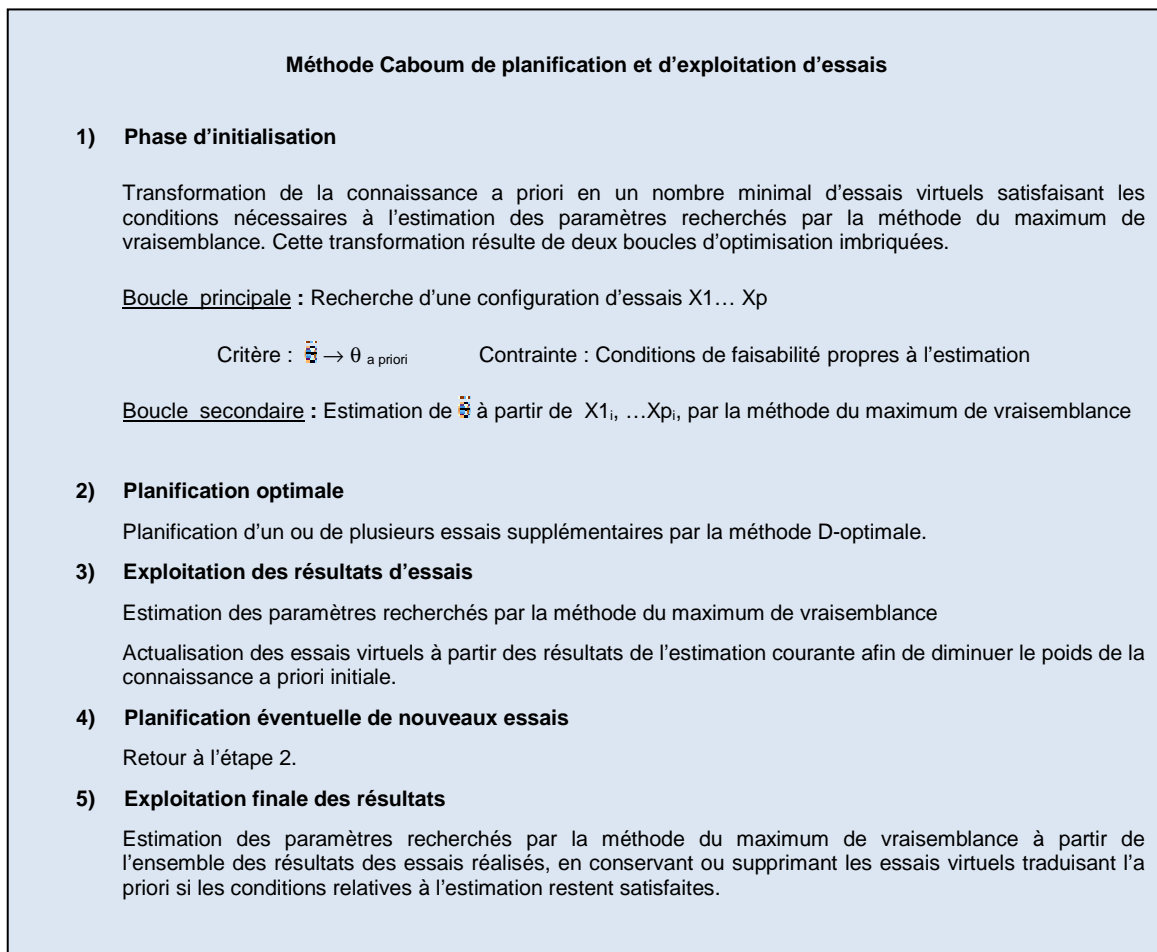 Méthode Caboum de planification et d'exploitation d'essais
1) Phase d'initialisation
Transformation de la connaissance a priori en un nombre minimal d'essais virtuels satisfaisant les
conditions nécessaires à l'estimation des paramètres recherchés par la méthode du maximum de
vraisemblance. Cette transformation résulte de deux boucles d'optimisation imbriquées.
Boucle principale : Recherche d'une configuration d'essais X1… Xp
Critère : → θ a priori Contrainte : Conditions de faisabilité propres à l'estimation
Boucle secondaire : Estimation de à partir de X1i, …Xpi, par la méthode du maximum de vraisemblance
2) Planification optimale
Planification d'un ou de plusieurs essais supplémentaires par la méthode D-optimale.
3) Exploitation des résultats d'essais
Estimation des paramètres recherchés par la méthode du maximum de vraisemblance
Actualisation des essais virtuels à partir des résultats de l'estimation courante afin de diminuer le poids de la
connaissance a priori initiale.
4) Planification éventuelle de nouveaux essais
Retour à l'étape 2.
5) Exploitation finale des résultats
Estimation des paramètres recherchés par la méthode du maximum de vraisemblance à partir de
l'ensemble des résultats des essais réalisés, en conservant ou supprimant les essais virtuels traduisant l'a
priori si les conditions relatives à l'estimation restent satisfaites.